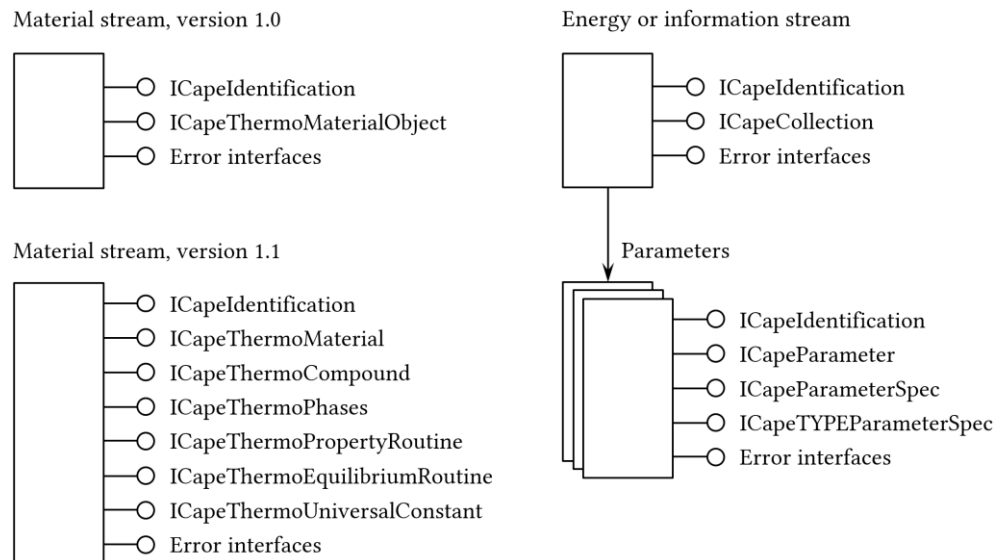 Material stream, version 1.0
ICapeIdentification
ICapeThermoMaterialObject
Error interfaces
Material stream, version 1.1
ICapeIdentification
ICapeThermoMaterial
ICapeThermoCompound
ICapeThermoPhases
ICapeThermoPropertyRoutine
ICapeThermoEquilibriumRoutine
ICapeThermoUniversalConstant
Error interfaces
Energy or information stream
ICapeIdentification
ICapeCollection
Error interfaces
Parameters
ICapeIdentification
ICapeParameter
ICapeParameterSpec
ICapeTYPEParameterSpec
Error interfaces